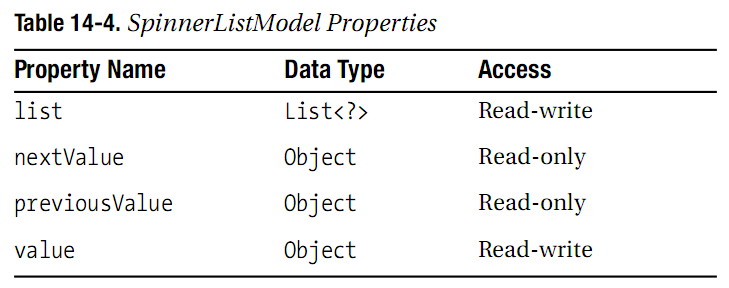 Table 14-4. SpinnerListModel Properties
Property Name Data Type Access
list List<?> Read-write
nextValue Object Read-only
previousValue Object Read-only
value Object Read-write